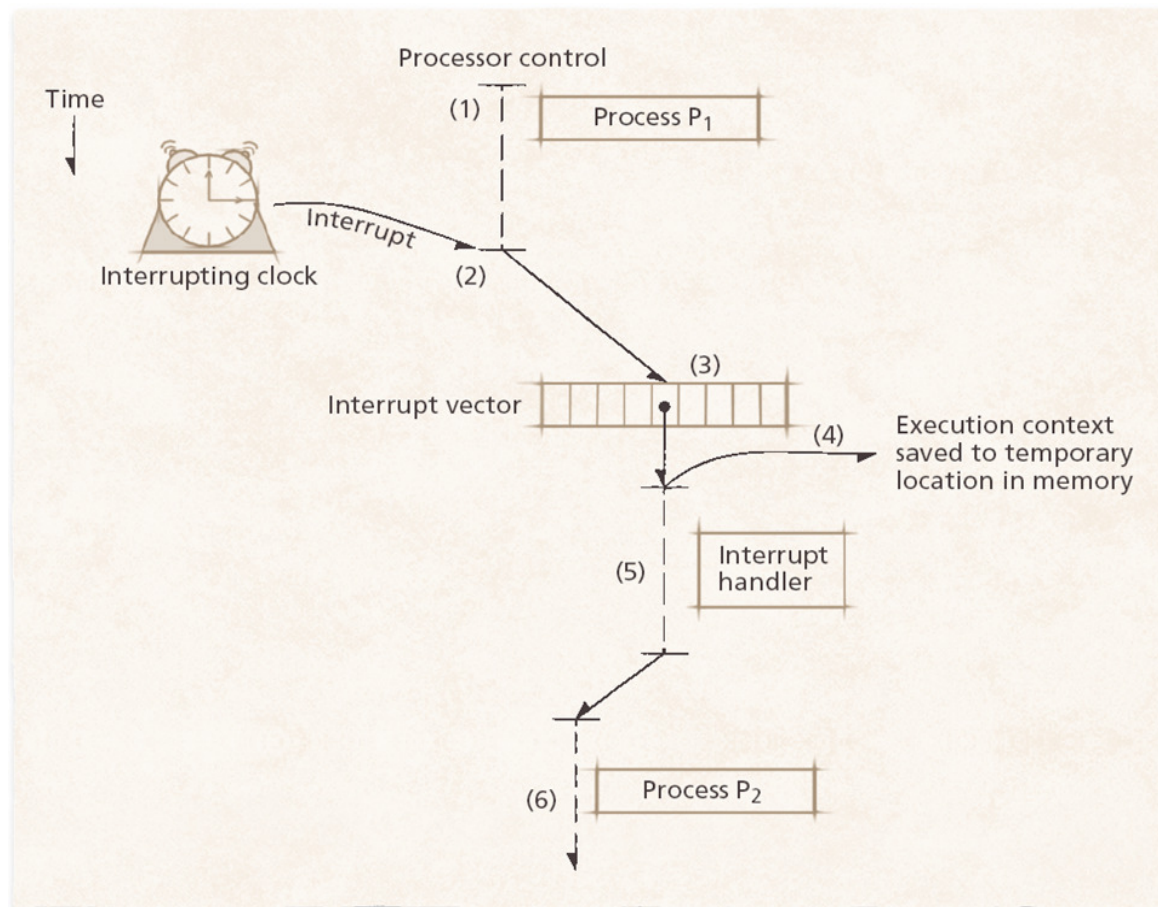 Processor control
Time
(1)
Process P1
Interrupt
Interrupting clock
(2)
(3)
Interrupt vector
(4)
Execution context
saved to temporary
location in memory
(5)
Interrupt
handler
(6)
Process P2